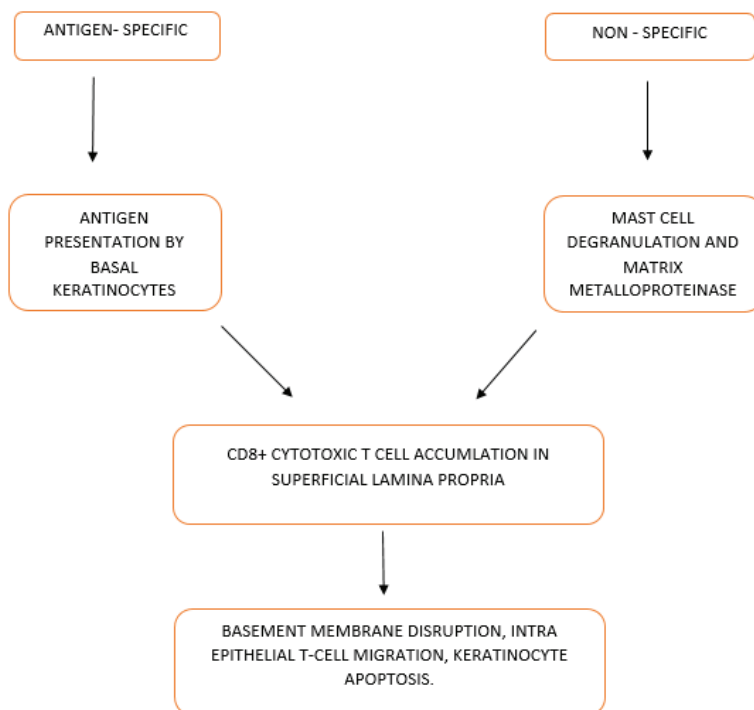 ANTIGEN- SPECIFIC
NON - SPECIFIC
ANTIGEN
PRESENTATION BY
BASAL
KERATINOCYTES
MAST CELL
DEGRANULATION AND
MATRIX
METALLOPROTEINASE
CD8+ CYTOTOXIC T CELL ACCUMLATION IN
SUPERFICIAL LAMINA PROPRIA
BASEMENT MEMBRANE DISRUPTION, INTRA
EPITHELIAL T-CELL MIGRATION, KERATINOCYTE
APOPTOSIS.